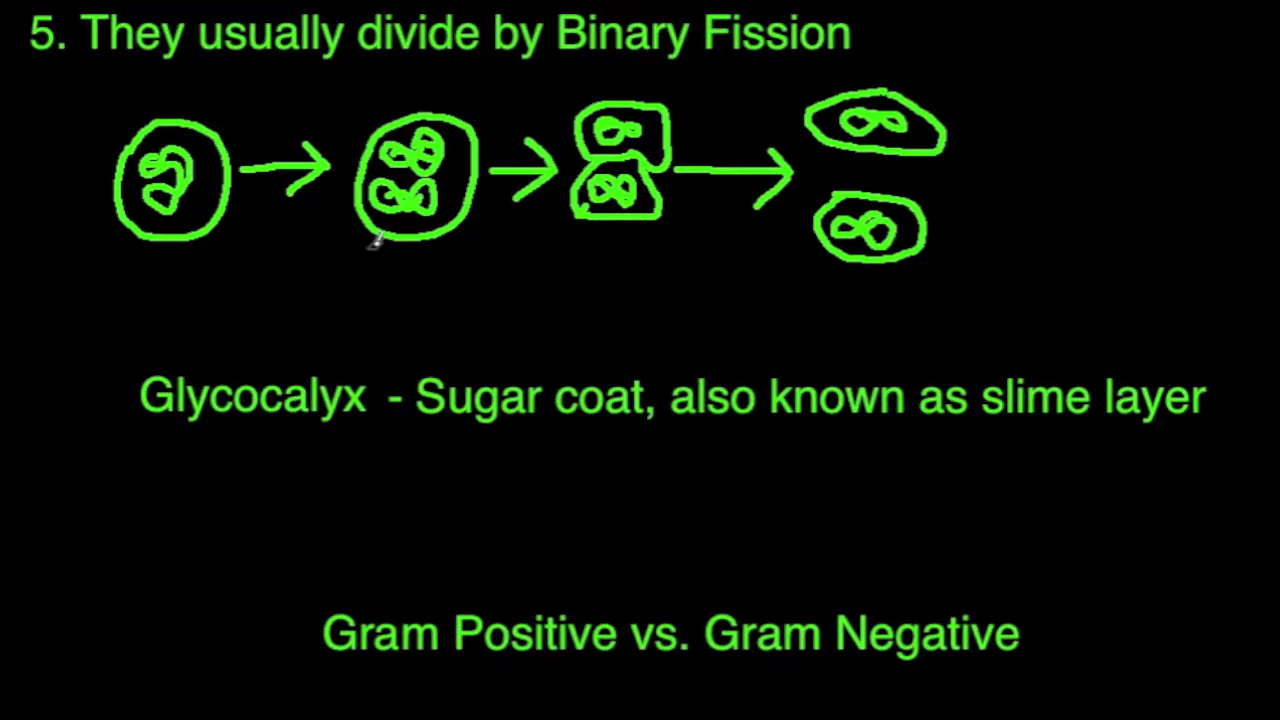 5. They usually divide by Binary Fission
Glycocalyx - Sugar coat, also known as slime layer
Gram Positive vs. Gram Negative